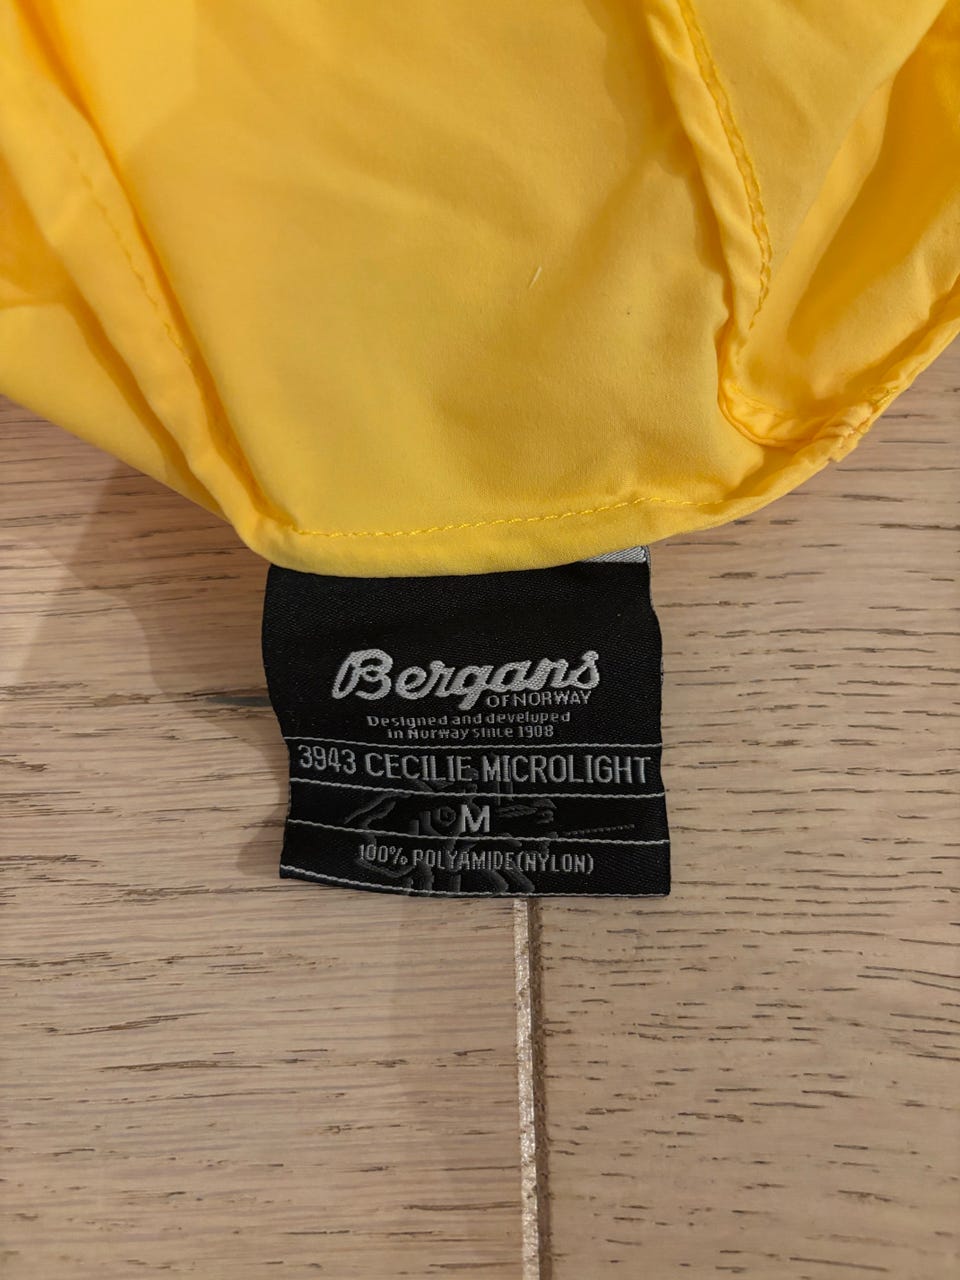 Bergans
OF NORWAY
Designed and developed
in Norway since 1908
3943 CECILIE MICROLIGHT
M
100% POLYAMIDE(NYLON)